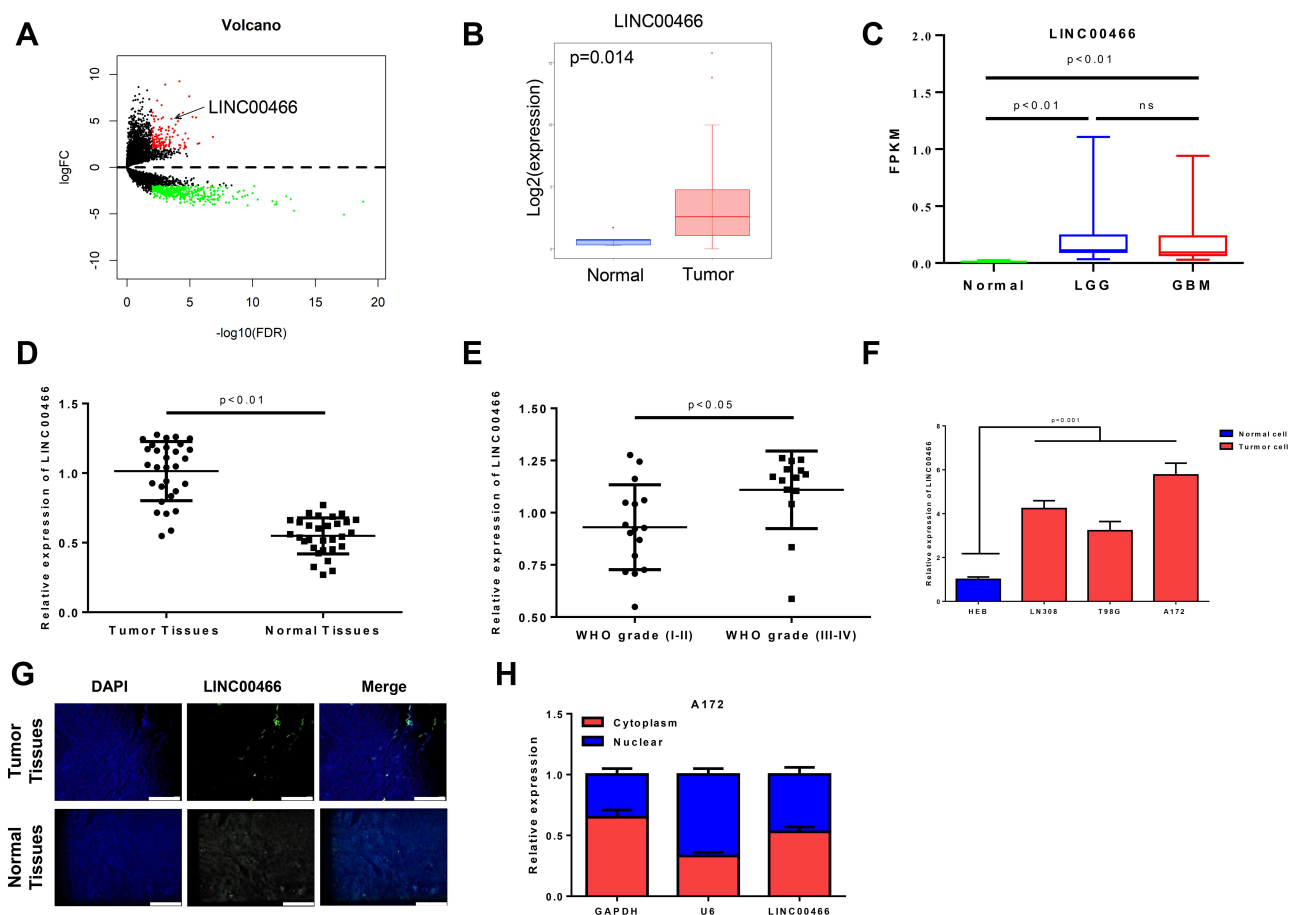 A
Volcano
LINC00466
logFC
10
5
0
-5
-10
0
5
10
15
20
-log10(FDR)
B
LINC00466
p=0.014
Log2(expression)
Normal
Tumor
C
LINC00466
p<0.01
p<0.01
ns
FPKM
2.0
1.5
1.0
0.5
0.0
Normal
LGG
GBM
D
Relative expression of LINC00466
p<0.01
1.5
1.0
0.5
0.0
Tumor Tissues
Normal Tissues
E
Relative expression of LINC00466
p<0.05
1.50
1.25
1.00
0.75
0.50
WHO grade (I-II)
WHO grade (III-IV)
F
Relative expression of LINC00466
p<0.001
Normal cell
Turmor cell
8
6
4
2
0
HEB
LN308
T98G
A172
G
DAPI
LINC00466
Merge
Tumor
Tissues
Normal
Tissues
H
A172
Cytoplasm
Nuclear
Relative expression
1.5
1.0
0.5
0.0
GAPDH
U6
LINC00466